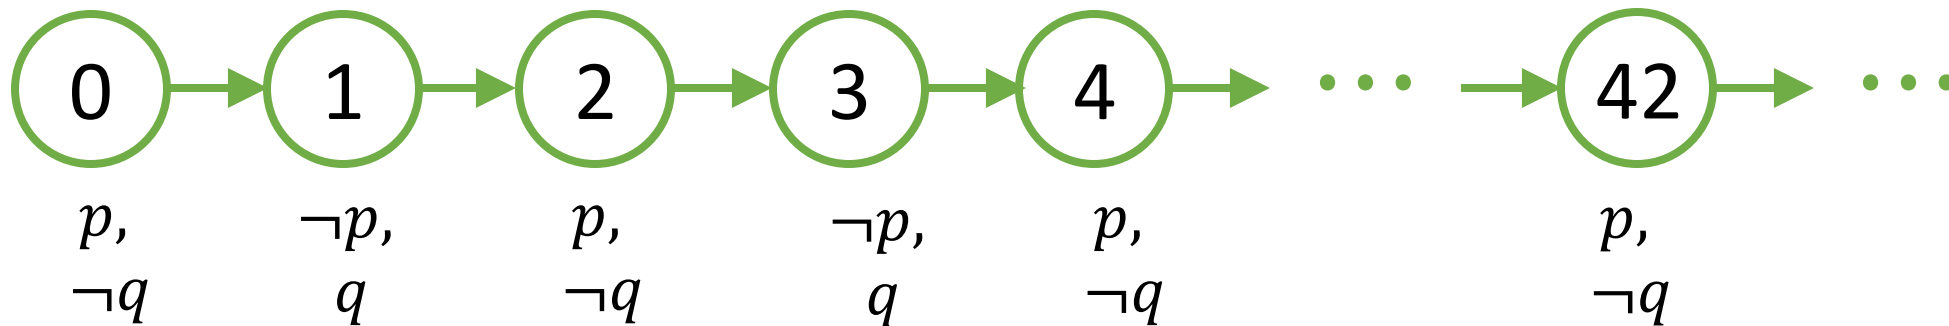 0 1 2 3 4 ... 42 ...
p, ¬p, p, ¬p, p, p,
¬q q ¬q q ¬q ¬q